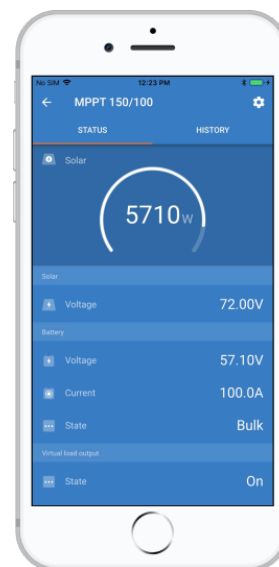 No SIM 12:23 PM
MPPT 150/100
STATUS HISTORY
Solar
5710W
Solar
Voltage 72.00V
Battery
Voltage 57.10V
Current 100.0A
State Bulk
Virtual load output
State On